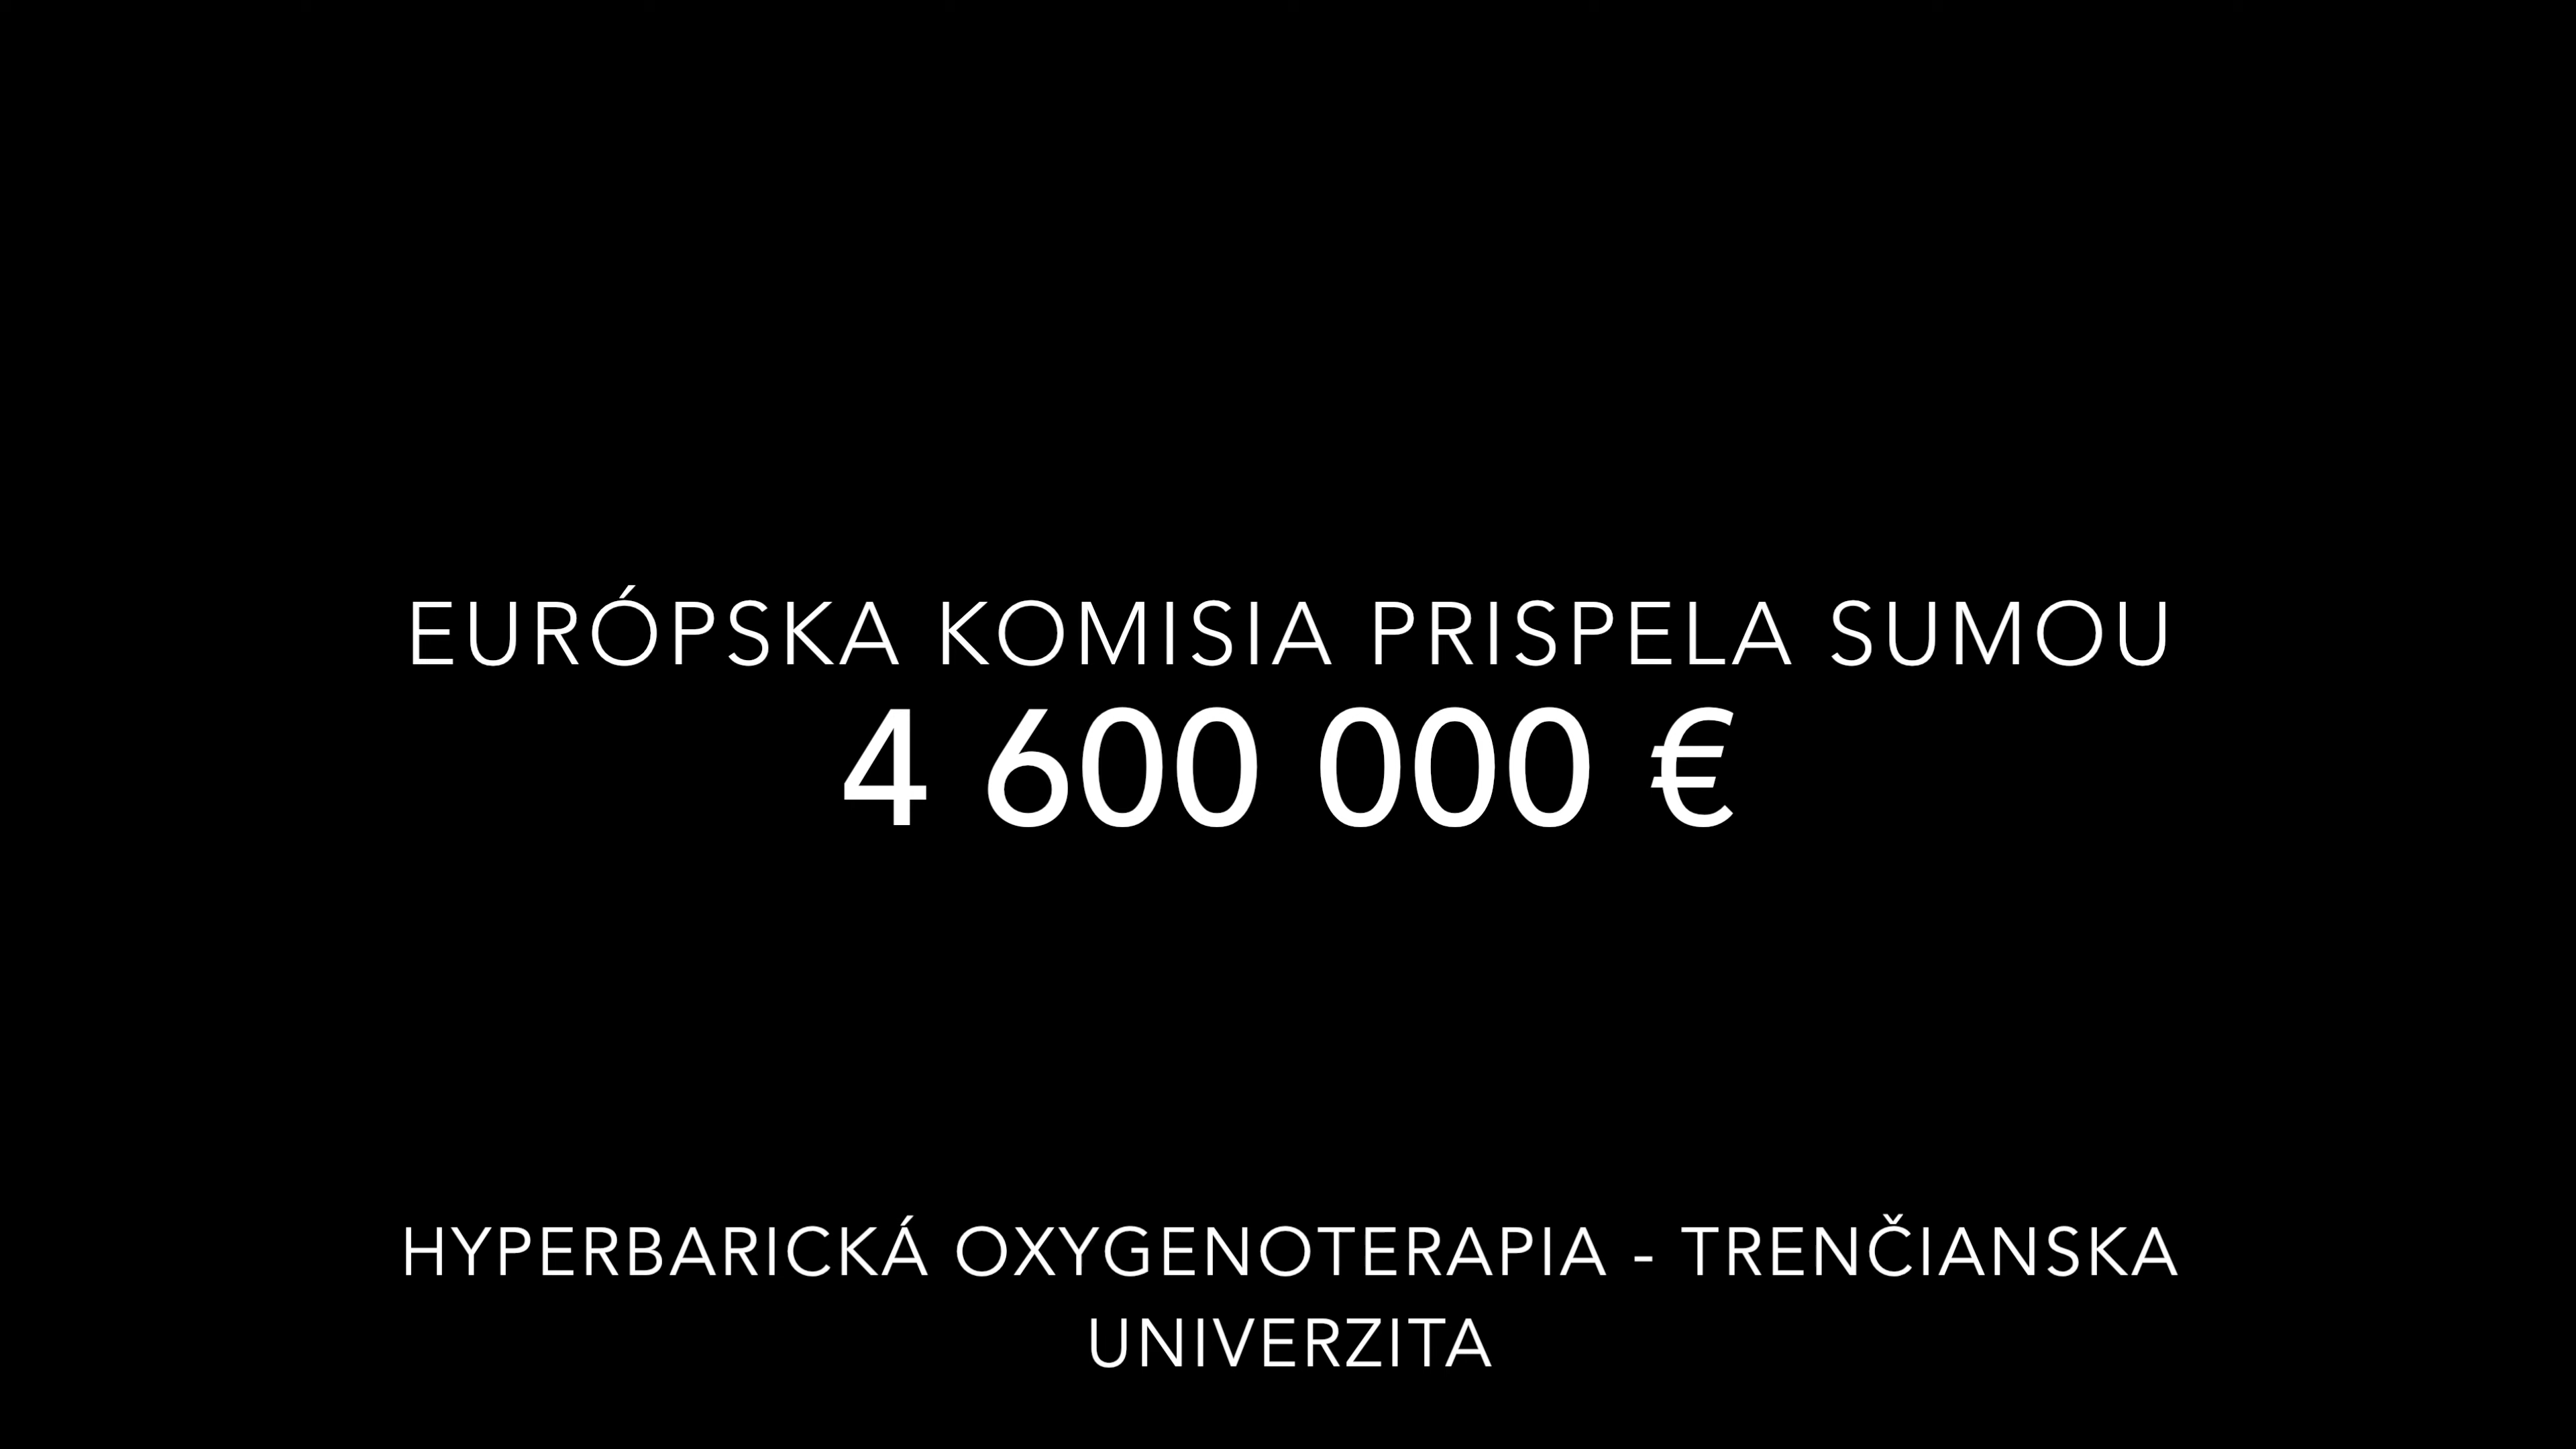 EURÓPSKA KOMISIA PRISPELA SUMOU
4 600 000 €
HYPERBARICKÁ OXYGENOTERAPIA - TRENČIANSKA
UNIVERZITA